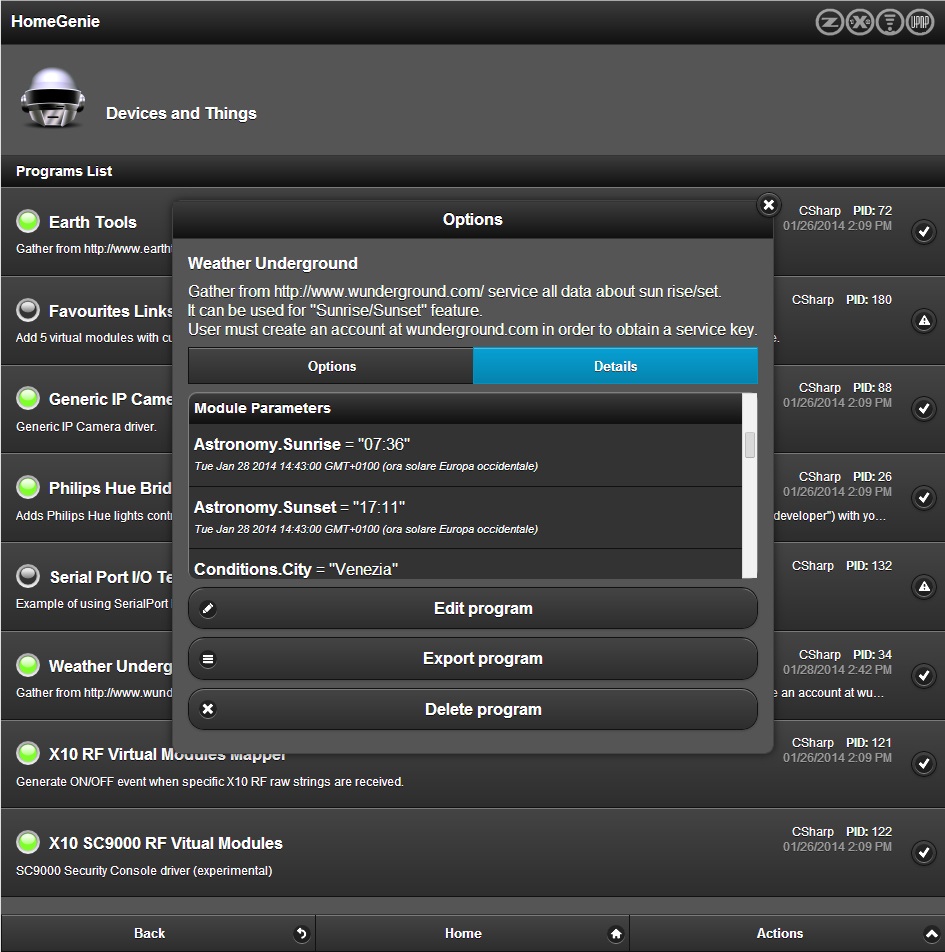 HomeGenie
Z X UPNP
Devices and Things
Programs List
Earth Tools
CSharp PID: 72
01/26/2014 2:09 PM
Gather from http://www.earth
Favourites Links
CSharp PID: 180
Add 5 virtual modules with cu
e.
Generic IP Came
CSharp PID: 88
01/26/2014 2:09 PM
Generic IP Camera driver.
Philips Hue Brid
CSharp PID: 26
01/26/2014 2:09 PM
Adds Philips Hue lights contr
developer") with yo...
Serial Port I/O Te
CSharp PID: 132
Example of using SerialPort
Weather Underg
CSharp PID: 34
01/28/2014 2:42 PM
Gather from http://www.wund
e an account at wu...
X10 RF Virtual Modules Mapper
CSharp PID: 121
01/26/2014 2:09 PM
Generate ON/OFF event when specific X10 RF raw strings are received.
X10 SC9000 RF Vitual Modules
CSharp PID: 122
01/26/2014 2:09 PM
SC9000 Security Console driver (experimental)
Options
Weather Underground
Gather from http://www.wunderground.com/ service all data about sun rise/set.
It can be used for "Sunrise/Sunset" feature.
User must create an account at wunderground.com in order to obtain a service key.
Options Details
Module Parameters
Astronomy.Sunrise = "07:36"
Tue Jan 28 2014 14:43:00 GMT+0100 (ora solare Europa occidentale)
Astronomy.Sunset = "17:11"
Tue Jan 28 2014 14:43:00 GMT+0100 (ora solare Europa occidentale)
Conditions.City = "Venezia"
Edit program
Export program
Delete program
Back Home Actions